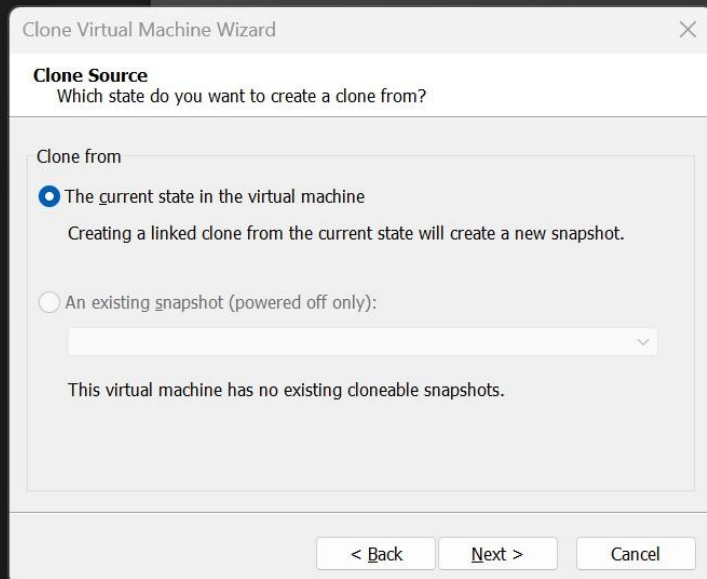 Clone Virtual Machine Wizard
Clone Source
Which state do you want to create a clone from?
Clone from
The current state in the virtual machine
Creating a linked clone from the current state will create a new snapshot.
An existing snapshot (powered off only):
This virtual machine has no existing cloneable snapshots.
< Back Next > Cancel